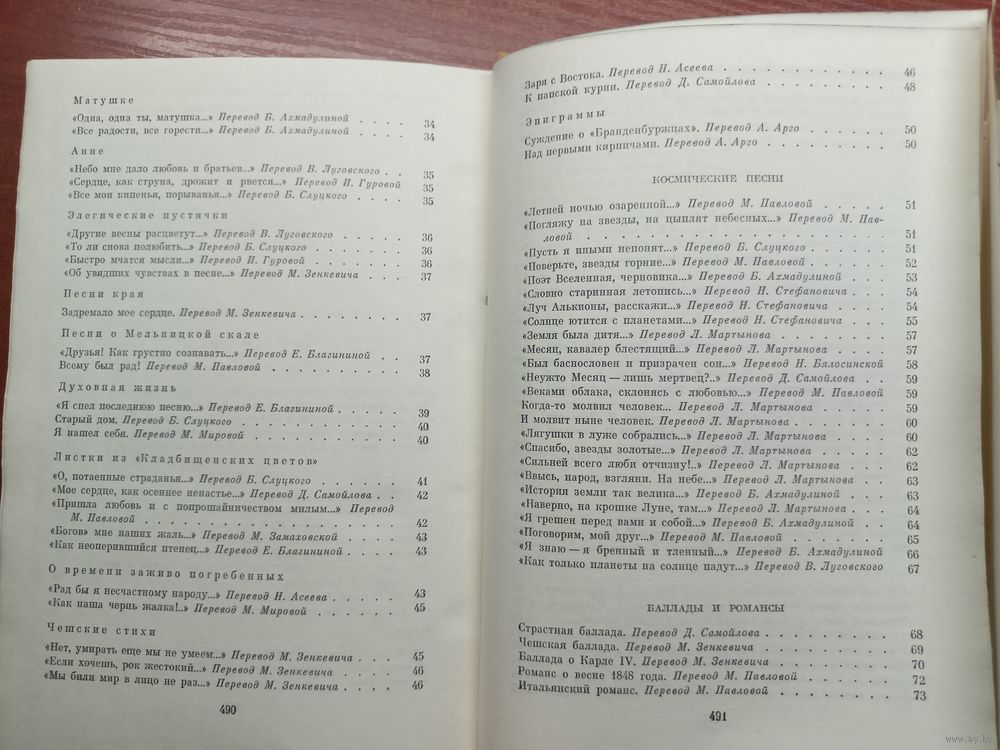 Матушке
«Одна, одна ты, матушка...» Перевод Б. Ахмадулиной . . . . 34
«Все радости, все горести...» Перевод Б. Ахмадулиной . . . . 34
Анне
«Небо мне дало любовь и братьев...» Перевод В. Луговского . . 35
«Сердце, как струна, дрожит и рвется...» Перевод И. Гуровой 35
«Все мои кипенья, порыванья...» Перевод Б. Слуцкого . . . . 35
Элегические пустячки
«Другие весны расцветут...» Перевод В. Луговского . . . . . 36
«То ли снова полюбить...» Перевод Б. Слуцкого . . . . . . . 36
«Быстро мчатся мысли...» Перевод И. Гуровой . . . . . . . 36
«Об увядших чувствах в песне...» Перевод М. Зенкевича . . . 37
Песни края
Задремало мое сердце. Перевод М. Зенкевича . . . . . . . . 37
Песни о Мельницкой скале
«Друзья! Как грустно сознавать...» Перевод Е. Благининой . . 37
Всему был рад! Перевод М. Павловой . . . . . . . . . . 38
Духовная жизнь
«Я спел последнюю песню...» Перевод Е. Благининой . . . . . 39
Старый дом. Перевод Б. Слуцкого . . . . . . . . . . . . 40
Я нашел себя. Перевод М. Мировой . . . . . . . . . . . 40
Листки из «Кладбищенских цветов»
«О, потаенные страданья...» Перевод Б. Слуцкого . . . . . . 41
«Мое сердце, как осеннее ненастье...» Перевод Д. Самойлова . . 42
«Пришла любовь и с попрошайничеством милым...» Перевод
М. Павловой . . . . . . . . . . . . . . . . . . . 42
«Богов» мне наших жаль...» Перевод М. Замаховской . . . . 43
«Как неоперившийся птенец...» Перевод Е. Благининой . . . . 43
О времени заживо погребенных
«Рад бы я несчастному народу...» Перевод Н. Асеева . . . . . 43
«Как наша чернь жалка!..» Перевод М. Мировой . . . . . . 45
Чешские стихи
«Нет, умирать еще мы не умеем...» Перевод М. Зенкевича . . . 45
«Если хочешь, рок жестокий...» Перевод М. Зенкевича . . . . 46
«Мы били мир в лицо не раз...» Перевод М. Зенкевича . . . . 46
490
Заря с Востока. Перевод Н. Асеева . . . . . . . . . . . 46
К папской курии. Перевод Д. Самойлова . . . . . . . . . 48
Эпиграммы
Суждение о «Бранденбуржцах». Перевод А. Арго . . . . . . 50
Над первыми кирпичами. Перевод А. Арго . . . . . . . . . 50
КОСМИЧЕСКИЕ ПЕСНИ
«Летней ночью озаренной...» Перевод М. Павловой . . . . . 51
«Погляжу на звезды, на цыплят небесных...» Перевод М. Пав-
ловой . . . . . . . . . . . . . . . . . . . . . . 51
«Пусть я иными непонят...» Перевод Б. Слуцкого . . . . . . 51
«Поверьте, звезды горние...» Перевод М. Павловой . . . . . . 52
«Поэт Вселенная, черновика...» Перевод Б. Ахмадулиной . . . 53
«Словно старинная летопись...» Перевод Н. Стефановича . . . 54
«Луч Алькионы, расскажи...» Перевод Н. Стефановича . . . . 54
«Солнце ютится с планетами...» Перевод Н. Стефановича . . . 55
«Земля была дитя...» Перевод Л. Мартынова . . . . . . . 57
«Месяц, кавалер блестящий...» Перевод Л. Мартынова . . . . 57
«Был баснословен и призрачен сон...» Перевод Н. Бялосинской 58
«Неужто Месяц — лишь мертвец?..» Перевод Д. Самойлова . . 59
«Веками облака, склонясь с любовью...» Перевод М. Павловой 59
Когда-то молвил человек... Перевод Л. Мартынова . . . . . 59
И молвит ныне человек. Перевод Л. Мартынова . . . . . . 60
«Лягушки в луже собрались...» Перевод Л. Мартынова . . . . 60
«Спасибо, звезды золотые...» Перевод Л. Мартынова . . . . . 62
«Сильней всего люби отчизну!..» Перевод Л. Мартынова . . . 62
«Ввысь, народ, взгляни. На небе...» Перевод Л. Мартынова . . 63
«История земли так велика...» Перевод Б. Ахмадулиной . . . . 63
«Наверно, на крошке Луне, там...» Перевод Л. Мартынова . . . 64
«Я грешен перед вами и собой...» Перевод Б. Ахмадулиной . . 64
«Поговорим, мой друг...» Перевод М. Павловой . . . . . . . 65
«Я знаю — я бренный и тленный...» Перевод Б. Ахмадулиной 66
«Как только планеты на солнце падут...» Перевод В. Луговского 67
БАЛЛАДЫ И РОМАНСЫ
Страстная баллада. Перевод Д. Самойлова . . . . . . . . . 68
Чешская баллада. Перевод М. Зенкевича . . . . . . . . . 69
Баллада о Карле IV. Перевод М. Зенкевича . . . . . . . . 70
Романс о весне 1848 года. Перевод М. Павловой . . . . . . 72
Итальянский романс. Перевод М. Павловой . . . . . . . . 73
491
www.ay.by